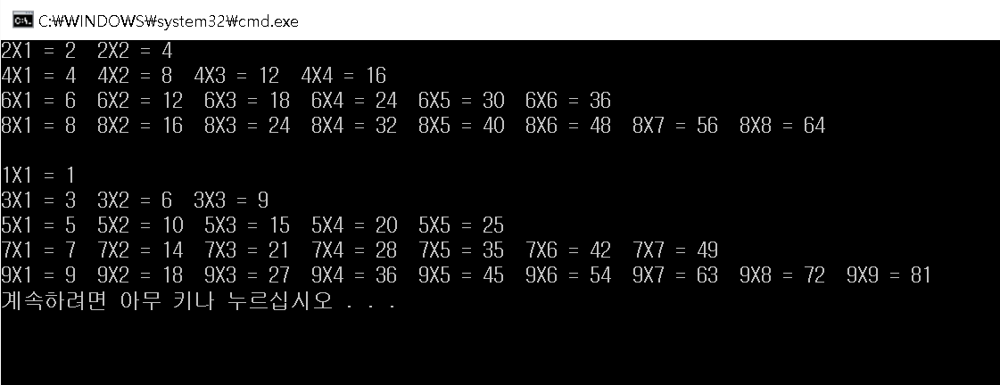 C:\WINDOWS\system32\cmd.exe
2X1 = 2  2X2 = 4
4X1 = 4  4X2 = 8  4X3 = 12  4X4 = 16
6X1 = 6  6X2 = 12  6X3 = 18  6X4 = 24  6X5 = 30  6X6 = 36
8X1 = 8  8X2 = 16  8X3 = 24  8X4 = 32  8X5 = 40  8X6 = 48  8X7 = 56  8X8 = 64
1X1 = 1
3X1 = 3  3X2 = 6  3X3 = 9
5X1 = 5  5X2 = 10  5X3 = 15  5X4 = 20  5X5 = 25
7X1 = 7  7X2 = 14  7X3 = 21  7X4 = 28  7X5 = 35  7X6 = 42  7X7 = 49
9X1 = 9  9X2 = 18  9X3 = 27  9X4 = 36  9X5 = 45  9X6 = 54  9X7 = 63  9X8 = 72  9X9 = 81
계속하려면 아무 키나 누르십시오 . . .